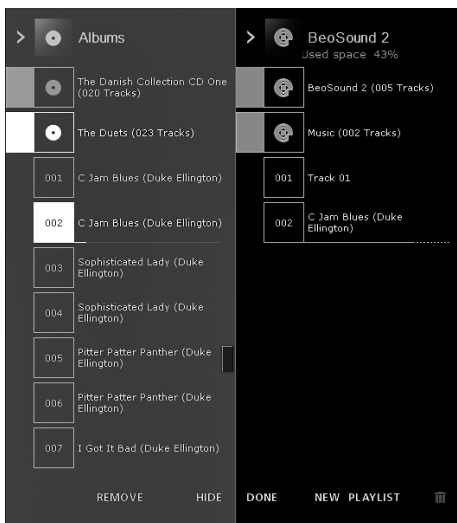 Albums
The Danish Collection CD One
(020 Tracks)
The Duets (023 Tracks)
001 C Jam Blues (Duke Ellington)
002 C Jam Blues (Duke Ellington)
003 Sophisticated Lady (Duke
Ellington)
004 Sophisticated Lady (Duke
Ellington)
005 Pitter Patter Panther (Duke
Ellington)
006 Pitter Patter Panther (Duke
Ellington)
007 I Got It Bad (Duke Ellington)
REMOVE HIDE
BeoSound 2
Used space 43%
BeoSound 2 (005 Tracks)
Music (002 Tracks)
001 Track 01
002 C Jam Blues (Duke
Ellington)
DONE NEW PLAYLIST